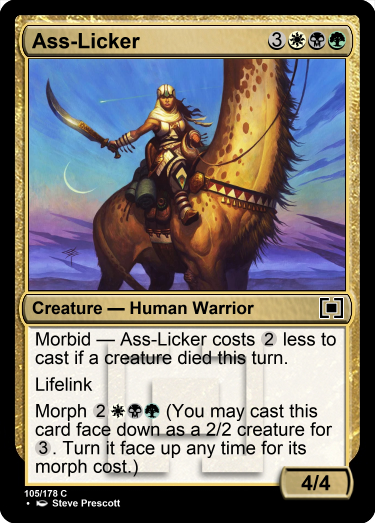 Ass-Licker 3
Creature — Human Warrior
Morbid — Ass-Licker costs 2 less to
cast if a creature died this turn.
Lifelink
Morph 2 (You may cast this
card face down as a 2/2 creature for
3. Turn it face up any time for its
morph cost.)
4/4
105/178 C
• Steve Prescott